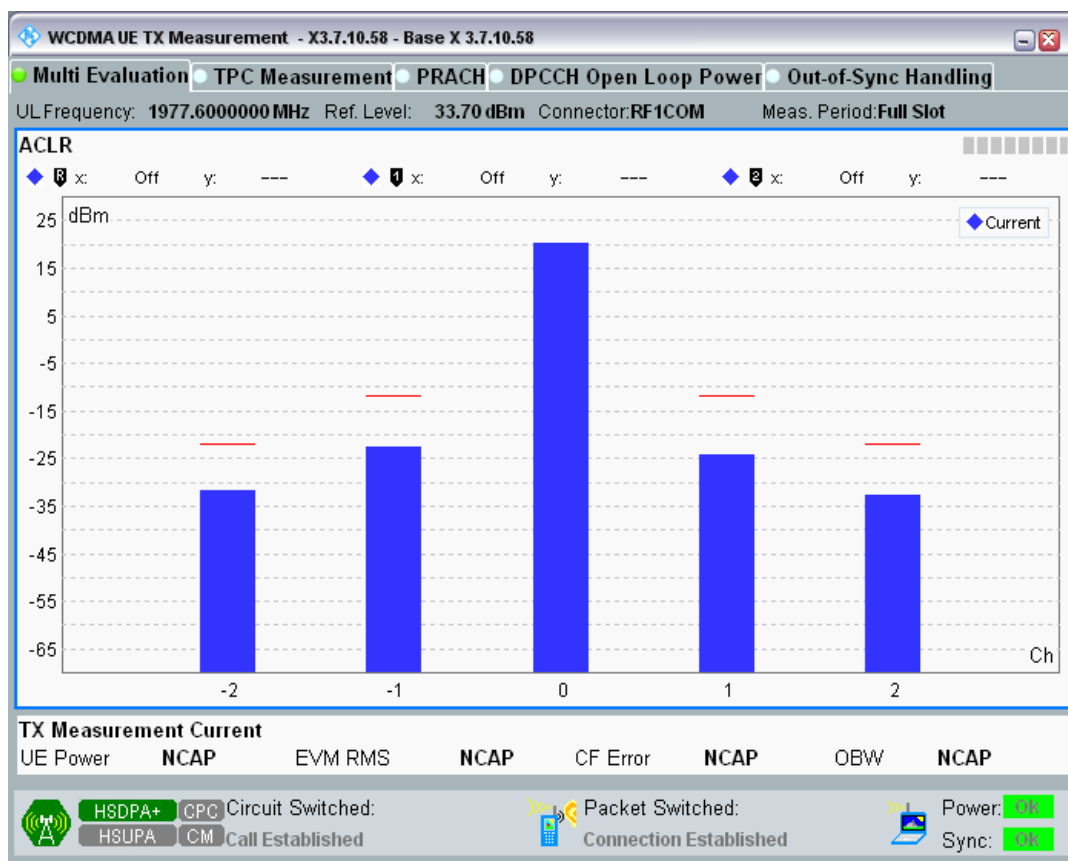 WCDMA UE TX Measurement - X3.7.10.58 - Base X 3.7.10.58
Multi Evaluation TPC Measurement PRACH DPCCH Open Loop Power Out-of-Sync Handling
UL Frequency: 1977.6000000 MHz Ref. Level: 33.70 dBm Connector:RF1COM Meas. Period:Full Slot
ACLR
R x: Off y: --- 1 x: Off y: --- 2 x: Off y: ---
dBm
Current
25
15
5
-5
-15
-25
-35
-45
-55
-65
Ch
-2 -1 0 1 2
TX Measurement Current
UE Power NCAP EVM RMS NCAP CF Error NCAP OBW NCAP
HSDPA+ CPC Circuit Switched: Packet Switched: Power: Ok
HSUPA CM Call Established Connection Established Sync: Ok